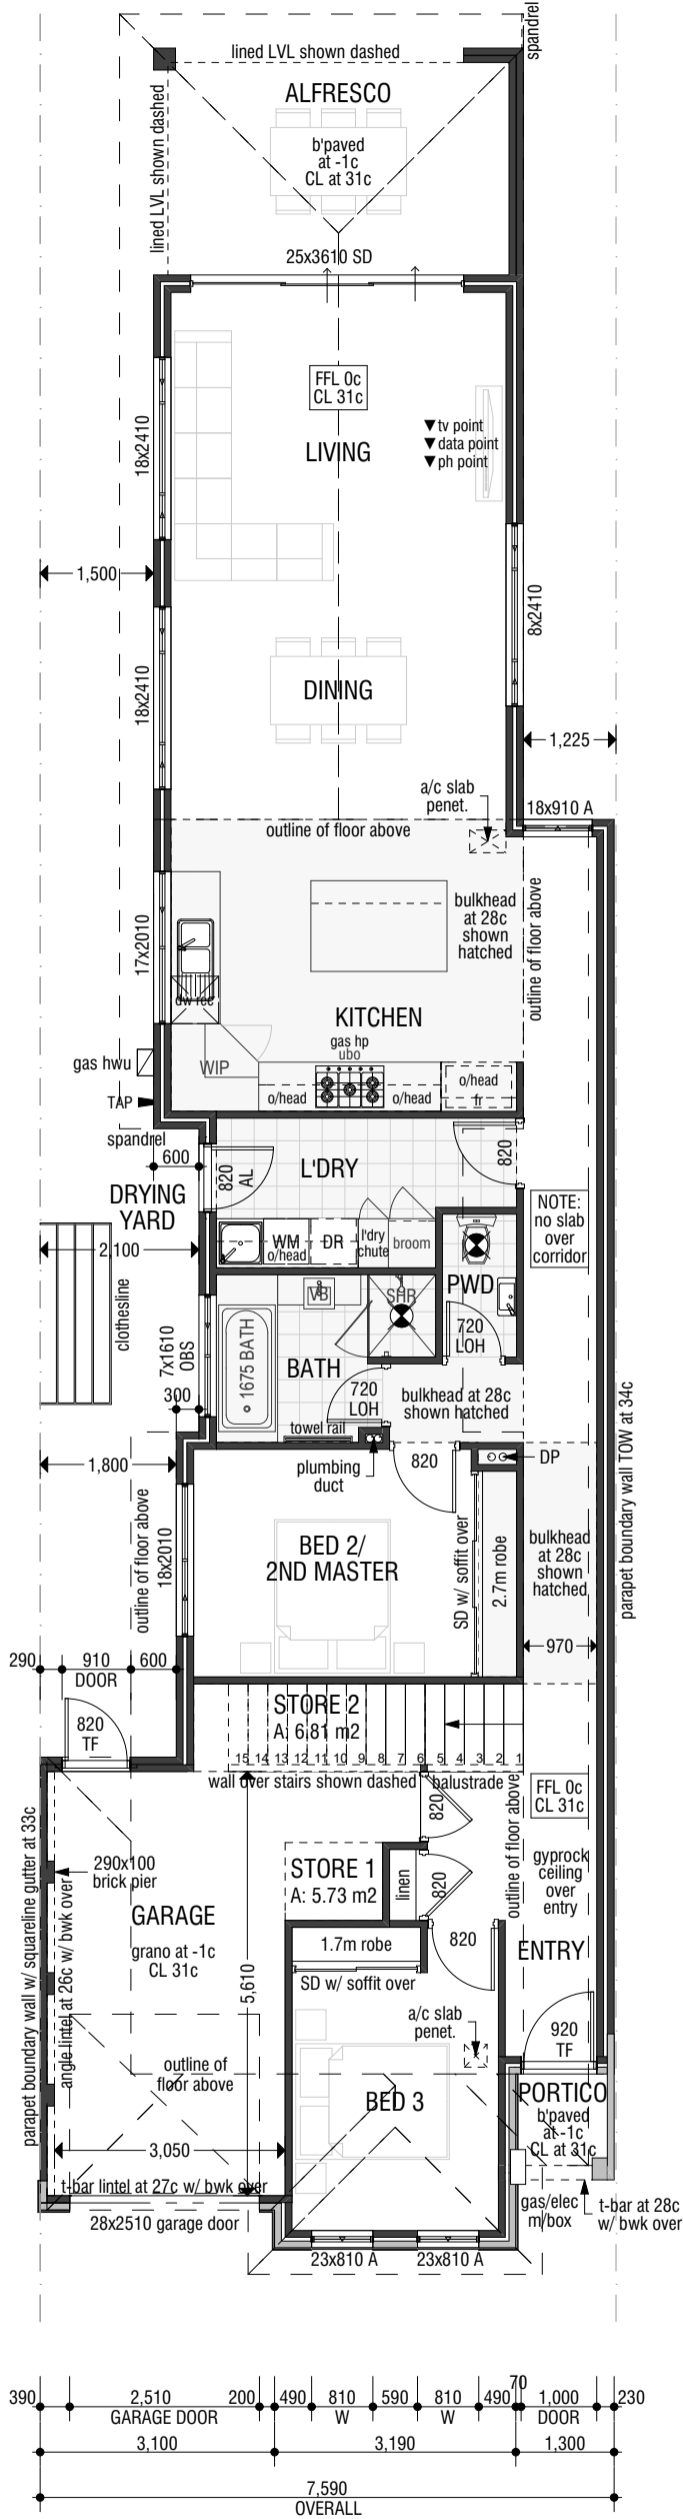 spandrel
lined LVL shown dashed
ALFRESCO
b'paved
at -1c
CL at 31c
lined LVL shown dashed
25x3610 SD
FFL 0c
CL 31c
18x2410
tv point
data point
ph point
LIVING
1,500
8x2410
18x2410
DINING
1,225
a/c slab
penet.
18x910 A
outline of floor above
bulkhead
at 28c
shown
hatched
outline of floor above
17x2010
dw rec
KITCHEN
gas hp
ubo
gas hwu
WIP
o/head
o/head
o/head
fr
TAP
spandrel
600
820
AL
L'DRY
820
DRYING
YARD
2,100
NOTE:
no slab
over
corridor
WM
o/head
DR
l'dry
chute
broom
PWD
clothesline
VB
SHR
7x1610
OBS
1675 BATH
BATH
720
LOH
720
LOH
300
bulkhead at 28c
shown hatched
towel rail
parapet boundary wall TOW at 34c
1,800
plumbing
duct
820
DP
outline of floor above
18x2010
BED 2/
2ND MASTER
SD w/ soffit over
2.7m robe
bulkhead
at 28c
shown
hatched
970
290
910
600
DOOR
820
TF
STORE 2
A: 6.81 m2
15 14 13 12 11 10 9 8 7 6 5 4 3 2 1
wall over stairs shown dashed
balustrade
820
outline of floor above
FFL 0c
CL 31c
parapet boundary wall w/ squareline gutter at 33c
290x100
brick pier
STORE 1
A: 5.73 m2
linen
820
gyprock
ceiling
over
entry
GARAGE
grano at -1c
CL 31c
angle lintel at 26c w/ bwk over
5,610
1.7m robe
820
ENTRY
SD w/ soffit over
a/c slab
penet.
920
TF
outline of
floor above
BED 3
PORTICO
b'paved
at -1c
CL at 31c
3,050
t-bar lintel at 27c w/ bwk over
28x2510 garage door
gas/elec
m/box
t-bar at 28c
w/ bwk over
23x810 A
23x810 A
390
2,510
200
490
810
590
810
490
70
1,000
230
GARAGE DOOR
W
W
DOOR
3,100
3,190
1,300
7,590
OVERALL